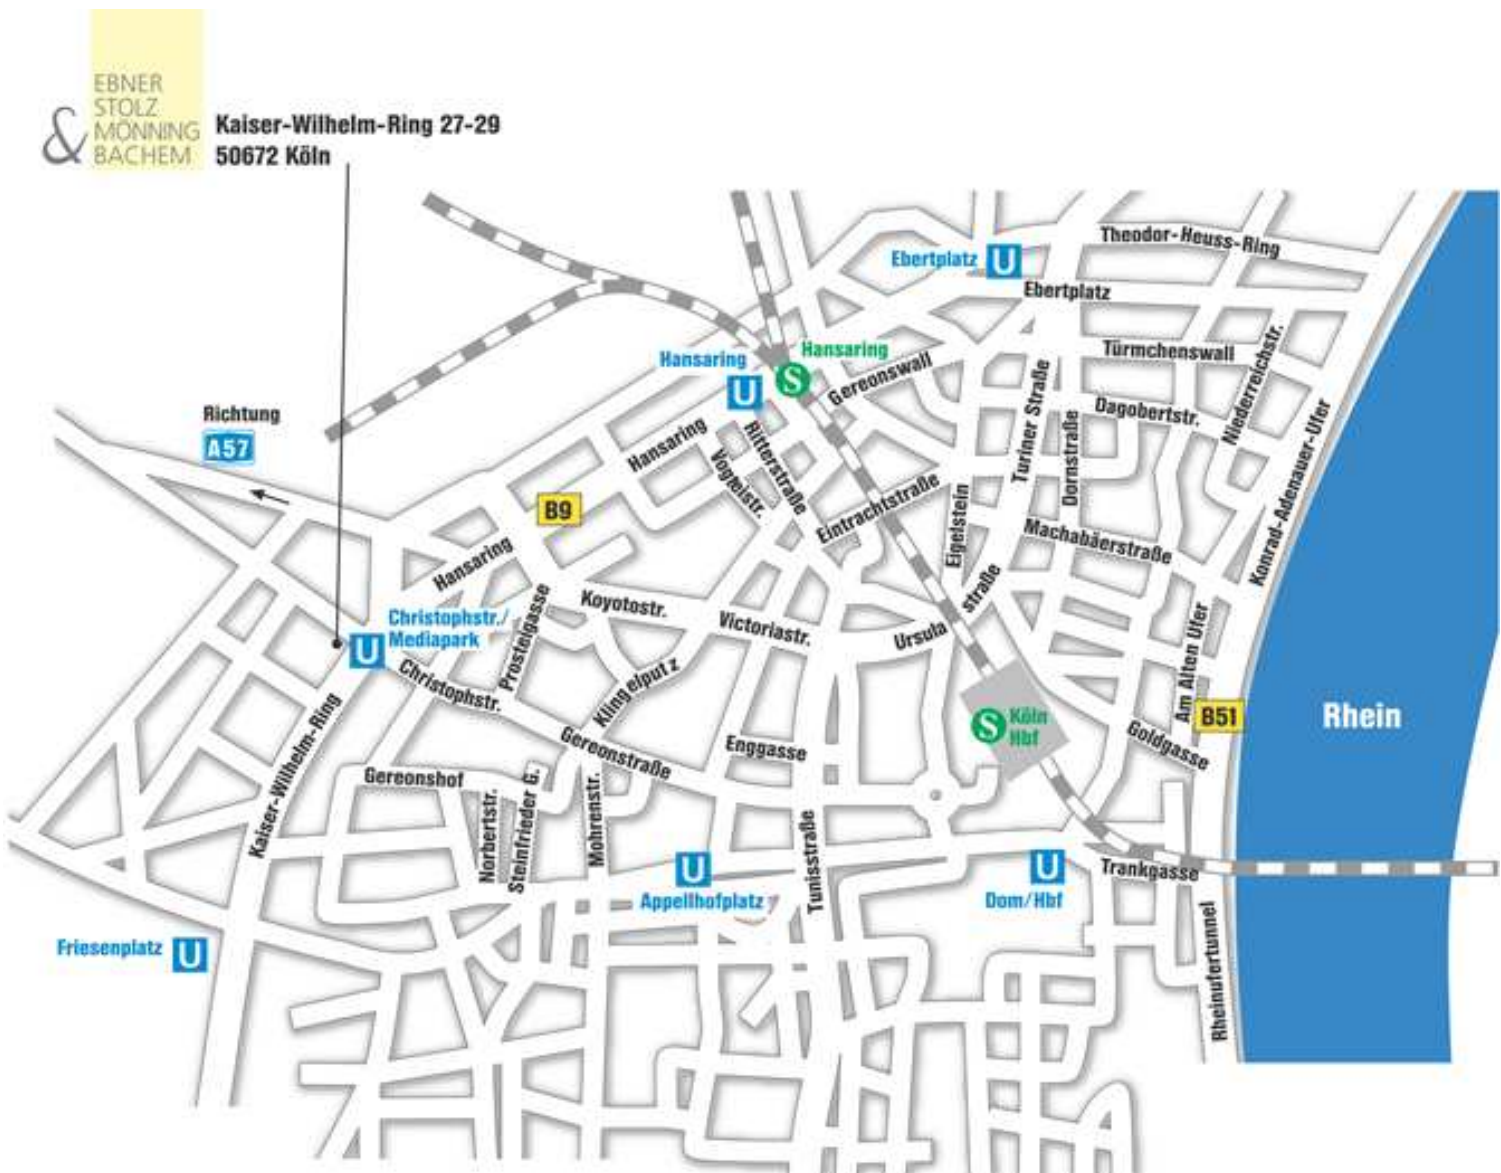 EBNER
STOLZ
& MÖNNING
BACHEM
Kaiser-Wilhelm-Ring 27-29
50672 Köln
Theodor-Heuss-Ring
Ebertplatz U
Ebertplatz
Hansaring
Hansaring
U
S
Gereonswall
Türmchenswall
Niederreichstr.
Turiner Straße
Dagobertstr.
Dornstraße
Konrad-Adenauer-Ufer
Richtung
A57
Hansaring
Ritterstraße
Vogteistr.
B9
Eintrachtstraße
Eigelstein
Machabäerstraße
Hansaring
Koyotostr.
Victoriastr.
Ursula
straße
Christophstr./
Mediapark
U
Prosteigasse
Christophstr.
Klingelputz
Am Alten Ufer
B51
Rhein
S Köln
Hbf
Goldgasse
Kaiser-Wilhelm-Ring
Gereonstraße
Enggasse
Gereonshof
Norbertstr.
Steinfrieder G.
Mohrenstr.
Tunisstraße
U
Appellhofplatz
U
Dom/Hbf
Trankgasse
Friesenplatz U
Rheinufertunnel